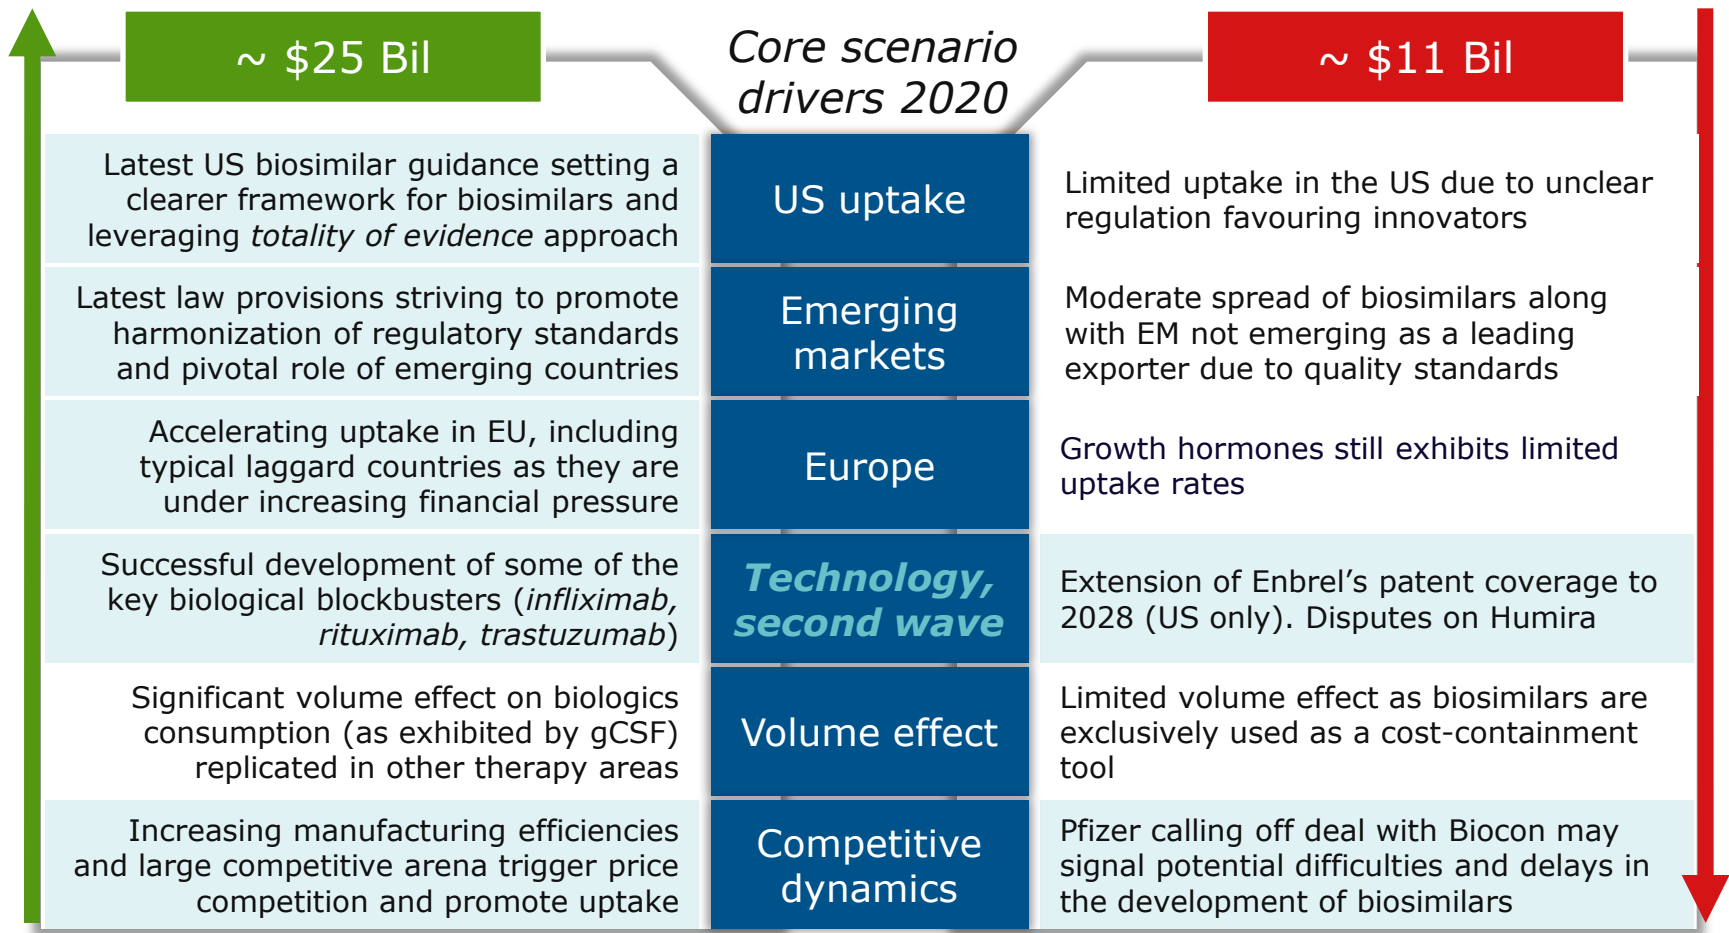 ~ $25 Bil
Core scenario
drivers 2020
~ $11 Bil
Latest US biosimilar guidance setting a
clearer framework for biosimilars and
leveraging totality of evidence approach
US uptake
Limited uptake in the US due to unclear
regulation favouring innovators
Latest law provisions striving to promote
harmonization of regulatory standards
and pivotal role of emerging countries
Emerging
markets
Moderate spread of biosimilars along
with EM not emerging as a leading
exporter due to quality standards
Accelerating uptake in EU, including
typical laggard countries as they are
under increasing financial pressure
Europe
Growth hormones still exhibits limited
uptake rates
Successful development of some of the
key biological blockbusters (infliximab,
rituximab, trastuzumab)
Technology,
second wave
Extension of Enbrel’s patent coverage to
2028 (US only). Disputes on Humira
Significant volume effect on biologics
consumption (as exhibited by gCSF)
replicated in other therapy areas
Volume effect
Limited volume effect as biosimilars are
exclusively used as a cost-containment
tool
Increasing manufacturing efficiencies
and large competitive arena trigger price
competition and promote uptake
Competitive
dynamics
Pfizer calling off deal with Biocon may
signal potential difficulties and delays in
the development of biosimilars